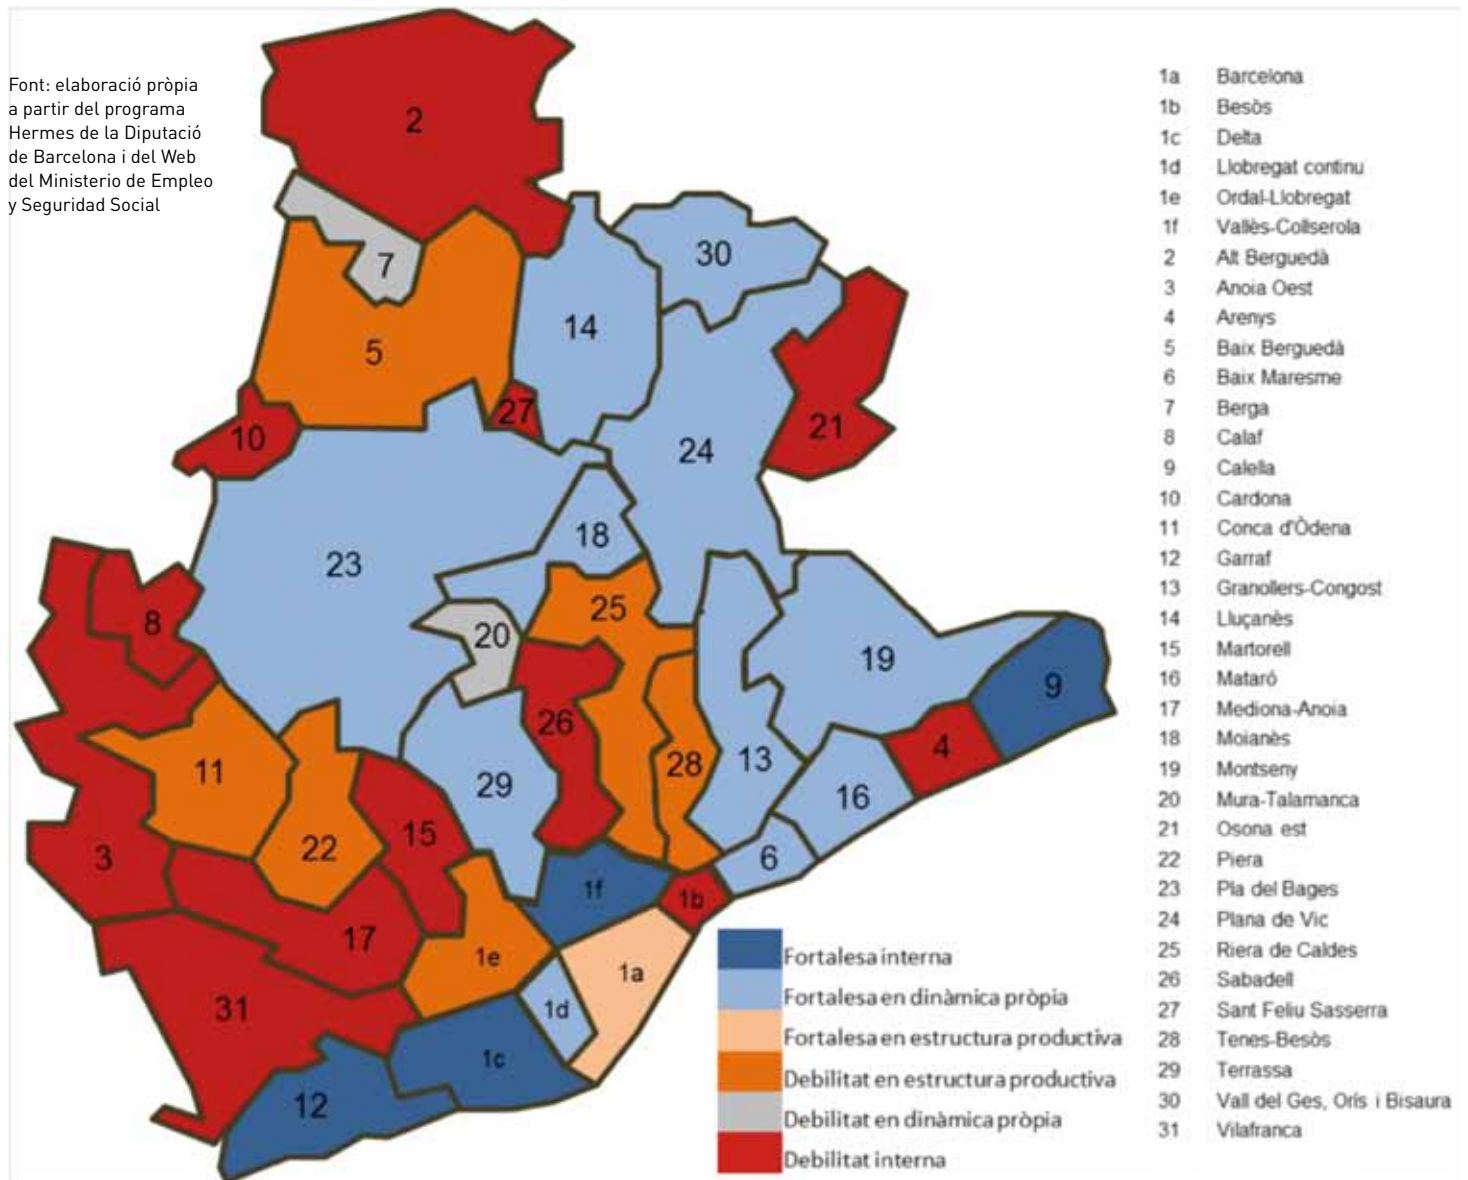 Font: elaboració pròpia
a partir del programa
Hermes de la Diputació
de Barcelona i del Web
del Ministerio de Empleo
y Seguridad Social
2
30
7
14
5
27
21
10
24
18
23
25
8
20
19
9
26
4
11
28
13
29
16
22
15
3
6
1f
1b
17
1e
1a
31
1d
1c
12
Fortalesa interna
Fortalesa en dinàmica pròpia
Fortalesa en estructura productiva
Debilitat en estructura productiva
Debilitat en dinàmica pròpia
Debilitat interna
1a Barcelona
1b Besòs
1c Delta
1d Llobregat continu
1e Ordal-Llobregat
1f Vallès-Collserola
2 Alt Berguedà
3 Anoia Oest
4 Arenys
5 Baix Berguedà
6 Baix Maresme
7 Berga
8 Calaf
9 Calella
10 Cardona
11 Conca d'Òdena
12 Garraf
13 Granollers-Congost
14 Lluçanès
15 Martorell
16 Mataró
17 Mediona-Anoia
18 Moianès
19 Montseny
20 Mura-Talamanca
21 Osona est
22 Piera
23 Pla del Bages
24 Plana de Vic
25 Riera de Caldes
26 Sabadell
27 Sant Feliu Sasserra
28 Tenes-Besòs
29 Terrassa
30 Vall del Ges, Orís i Bisaura
31 Vilafranca